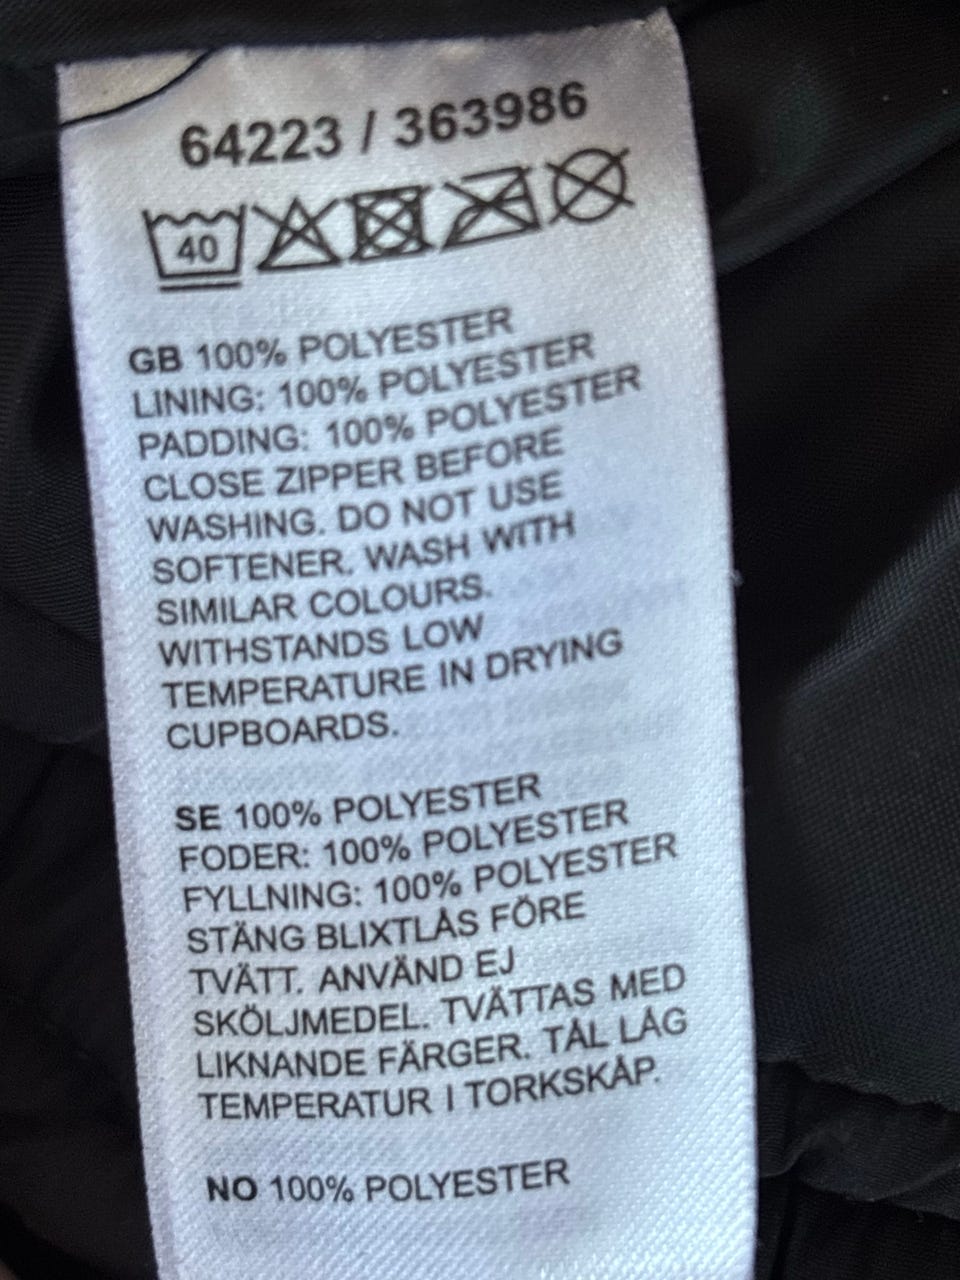 64223 / 363986
40
GB 100% POLYESTER
LINING: 100% POLYESTER
PADDING: 100% POLYESTER
CLOSE ZIPPER BEFORE
WASHING. DO NOT USE
SOFTENER. WASH WITH
SIMILAR COLOURS.
WITHSTANDS LOW
TEMPERATURE IN DRYING
CUPBOARDS.
SE 100% POLYESTER
FODER: 100% POLYESTER
FYLLNING: 100% POLYESTER
STÄNG BLIXTLÅS FÖRE
TVÄTT. ANVÄND EJ
SKÖLJMEDEL. TVÄTTAS MED
LIKNANDE FÄRGER. TÅL LÅG
TEMPERATUR I TORKSKÅP.
NO 100% POLYESTER